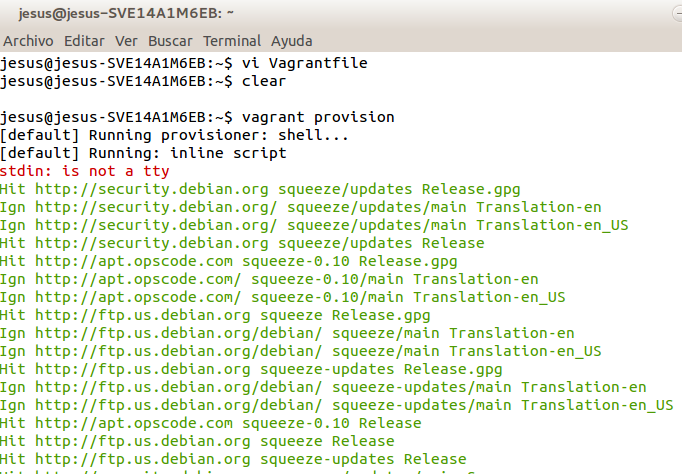 jesus@jesus-SVE14A1M6EB: ~
Archivo Editar Ver Buscar Terminal Ayuda
jesus@jesus-SVE14A1M6EB:~$ vi Vagrantfile
jesus@jesus-SVE14A1M6EB:~$ clear
jesus@jesus-SVE14A1M6EB:~$ vagrant provision
[default] Running provisioner: shell...
[default] Running: inline script
stdin: is not a tty
Hit http://security.debian.org squeeze/updates Release.gpg
Ign http://security.debian.org/ squeeze/updates/main Translation-en
Ign http://security.debian.org/ squeeze/updates/main Translation-en_US
Hit http://security.debian.org squeeze/updates Release
Hit http://apt.opscode.com squeeze-0.10 Release.gpg
Ign http://apt.opscode.com/ squeeze-0.10/main Translation-en
Ign http://apt.opscode.com/ squeeze-0.10/main Translation-en_US
Hit http://ftp.us.debian.org squeeze Release.gpg
Ign http://ftp.us.debian.org/debian/ squeeze/main Translation-en
Ign http://ftp.us.debian.org/debian/ squeeze/main Translation-en_US
Hit http://ftp.us.debian.org squeeze-updates Release.gpg
Ign http://ftp.us.debian.org/debian/ squeeze-updates/main Translation-en
Ign http://ftp.us.debian.org/debian/ squeeze-updates/main Translation-en_US
Hit http://apt.opscode.com squeeze-0.10 Release
Hit http://ftp.us.debian.org squeeze Release
Hit http://ftp.us.debian.org squeeze-updates Release